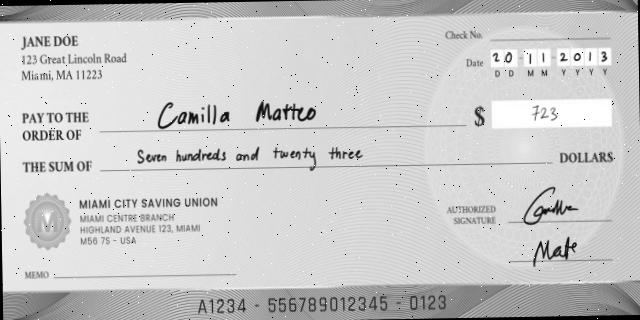 JANE DOE
123 Great Lincoln Road
Miami, MA 11223
Check No.
Date 20 11 2013
D D M M Y Y Y Y
PAY TO THE
ORDER OF Camilla Matteo
$ 723
THE SUM OF Seven hundreds and twenty three DOLLARS
MIAMI CITY SAVING UNION
MIAMI CENTRE BRANCH
HIGHLAND AVENUE 123, MIAMI
M56 7S - USA
AUTHORIZED
SIGNATURE
MEMO
A1234 - 556789012345 - 0123